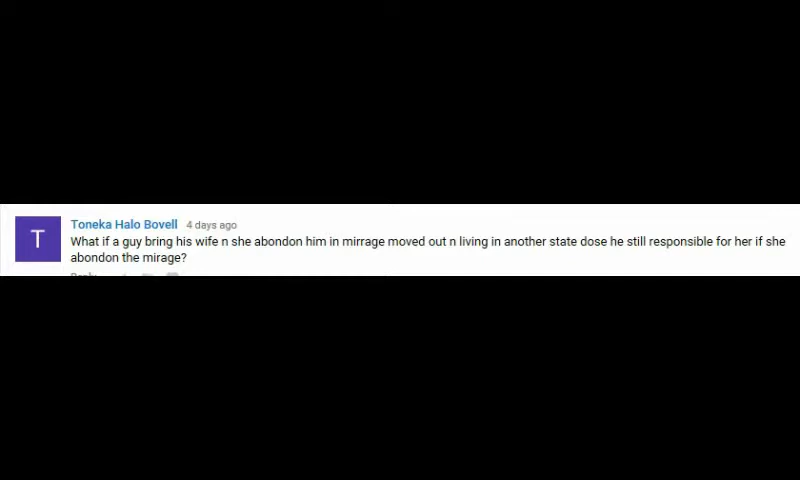 T
Toneka Halo Bovell 4 days ago
What if a guy bring his wife n she abondon him in mirrage moved out n living in another state dose he still responsible for her if she
abondon the mirage?